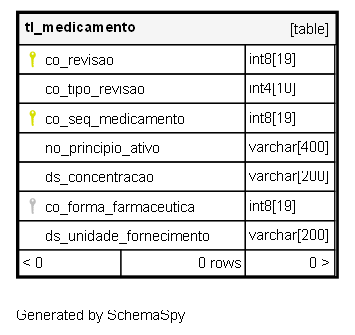 tl_medicamento [table]
co_revisao int8[19]
co_tipo_revisao int4[10]
co_seq_medicamento int8[19]
no_principio_ativo varchar[400]
ds_concentracao varchar[200]
co_forma_farmaceutica int8[19]
ds_unidade_fornecimento varchar[200]
< 0 0 rows 0 >
Generated by SchemaSpy